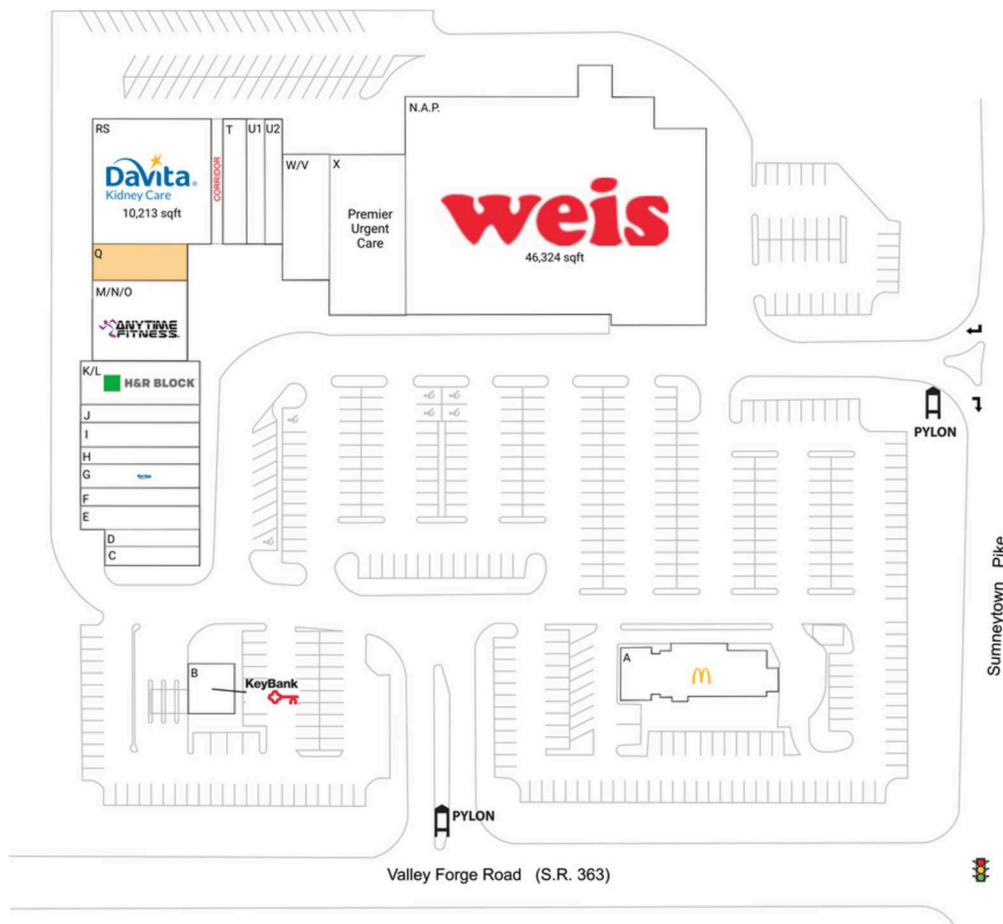 N.A.P.
RS
T
U1
U2
DaVita®
Kidney Care
10,213 sqft
CORRIDOR
W/V
X
Premier
Urgent
Care
weis
46,324 sqft
Q
M/N/O
ANYTIME
FITNESS
K/L
H&R BLOCK
J
I
H
G
F
E
D
C
PYLON
Sumneytown Pike
A
B
KeyBank
PYLON
Valley Forge Road (S.R. 363)